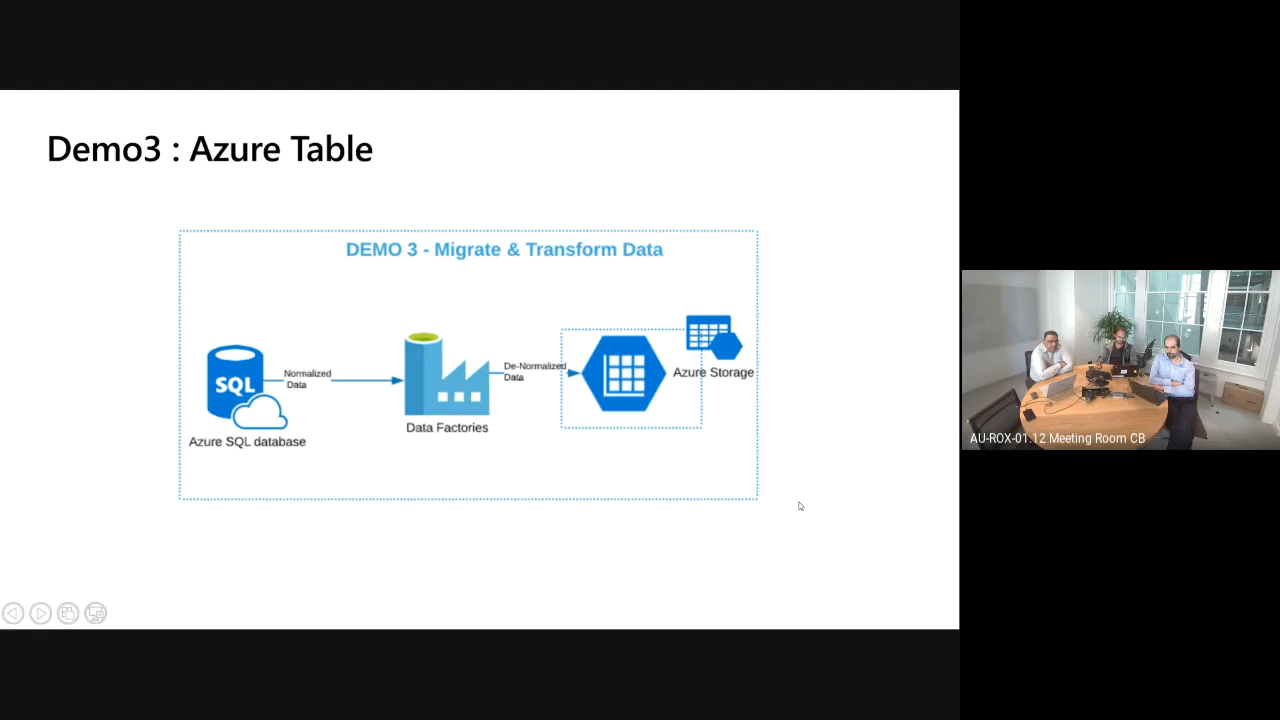 Demo3 : Azure Table
DEMO 3 - Migrate & Transform Data
SQL
Normalized
Data
De-Normalized
Data
Azure Storage
Data Factories
Azure SQL database
AU-ROX-01.12 Meeting Room CB